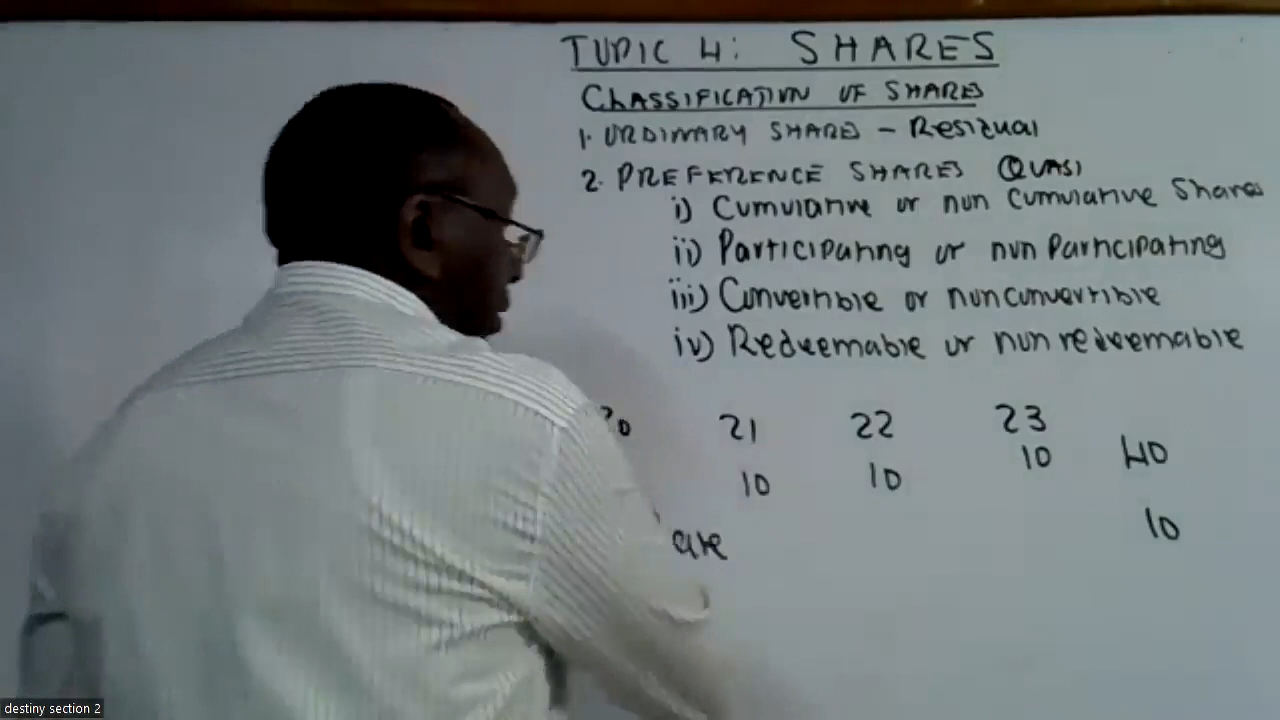 TOPIC 4: SHARES
CLASSIFICATION OF SHARES
1. ORDINARY SHARES - Residual
2. PREFERENCE SHARES (QUASI
i) Cumulative or non cumulative Shares
ii) Participating or non Participating
iii) Convertible or nonconvertible
iv) Redeemable or non redeemable
21 22 23
10 10 10 40
10
destiny section 2